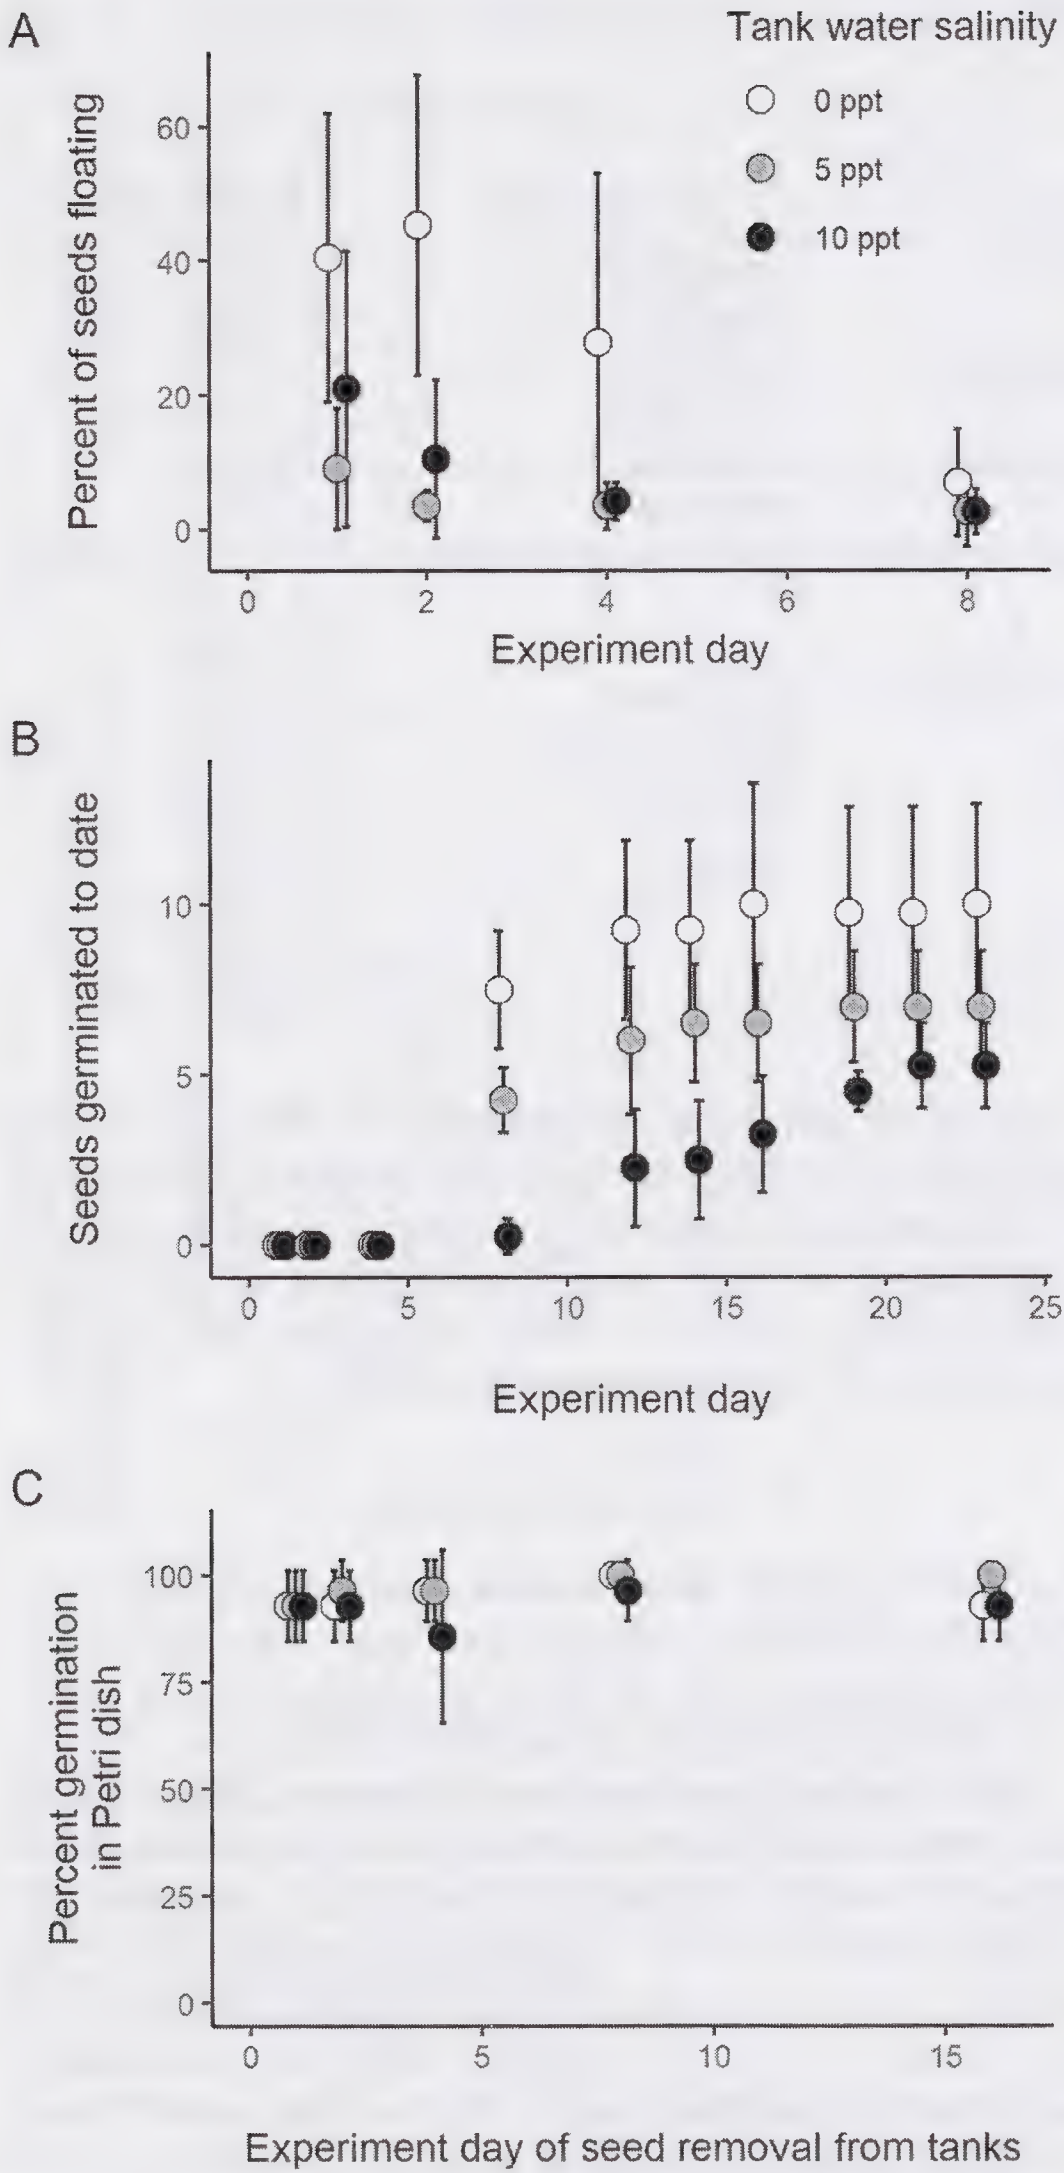 A
Tank water salinity
0 ppt
5 ppt
10 ppt
Percent of seeds floating
60
40
20
0
0 2 4 6 8
Experiment day
B
Seeds germinated to date
10
5
0
0 5 10 15 20 25
Experiment day
C
Percent germination
in Petri dish
100
75
50
25
0
0 5 10 15
Experiment day of seed removal from tanks